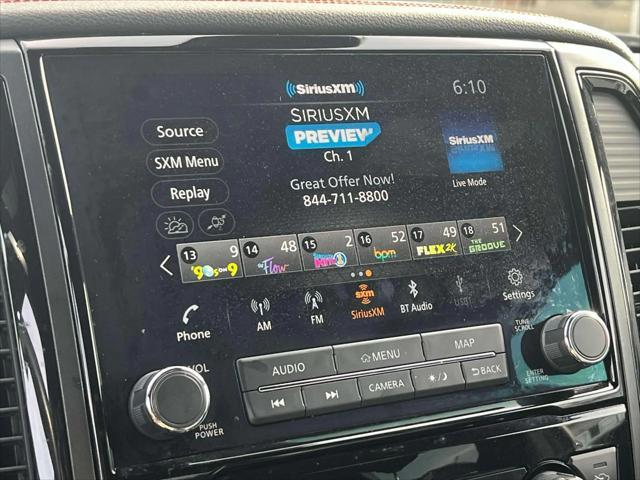 SiriusXM
6:10
SIRIUSXM
PREVIEW
Ch. 1
SiriusXM
Live Mode
Great Offer Now!
844-711-8800
Source
SXM Menu
Replay
13 9 '90s on 9
14 48 the Flow
15 2
16 52 bpm
17 49 FLEX2K
18 51 THE GROOVE
Phone
AM
FM
sxm
SiriusXM
BT Audio
USB
Settings
VOL
PUSH
POWER
AUDIO
MENU
MAP
CAMERA
BACK
TUNE
SCROLL
ENTER
SETTING